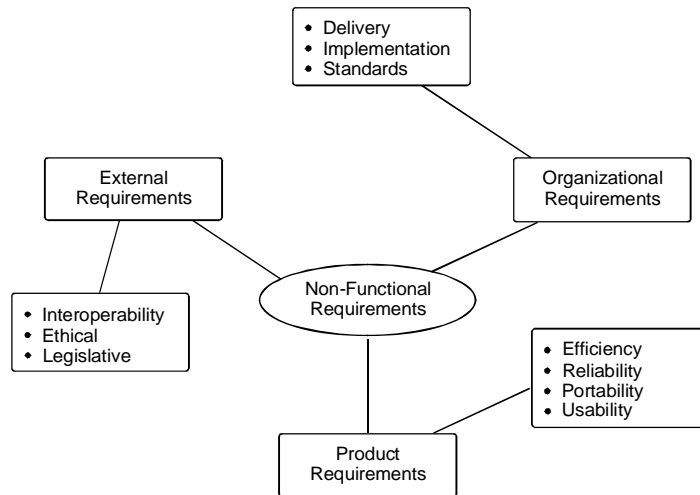 • Delivery
• Implementation
• Standards
External
Requirements
Organizational
Requirements
Non-Functional
Requirements
• Interoperability
• Ethical
• Legislative
• Efficiency
• Reliability
• Portability
• Usability
Product
Requirements